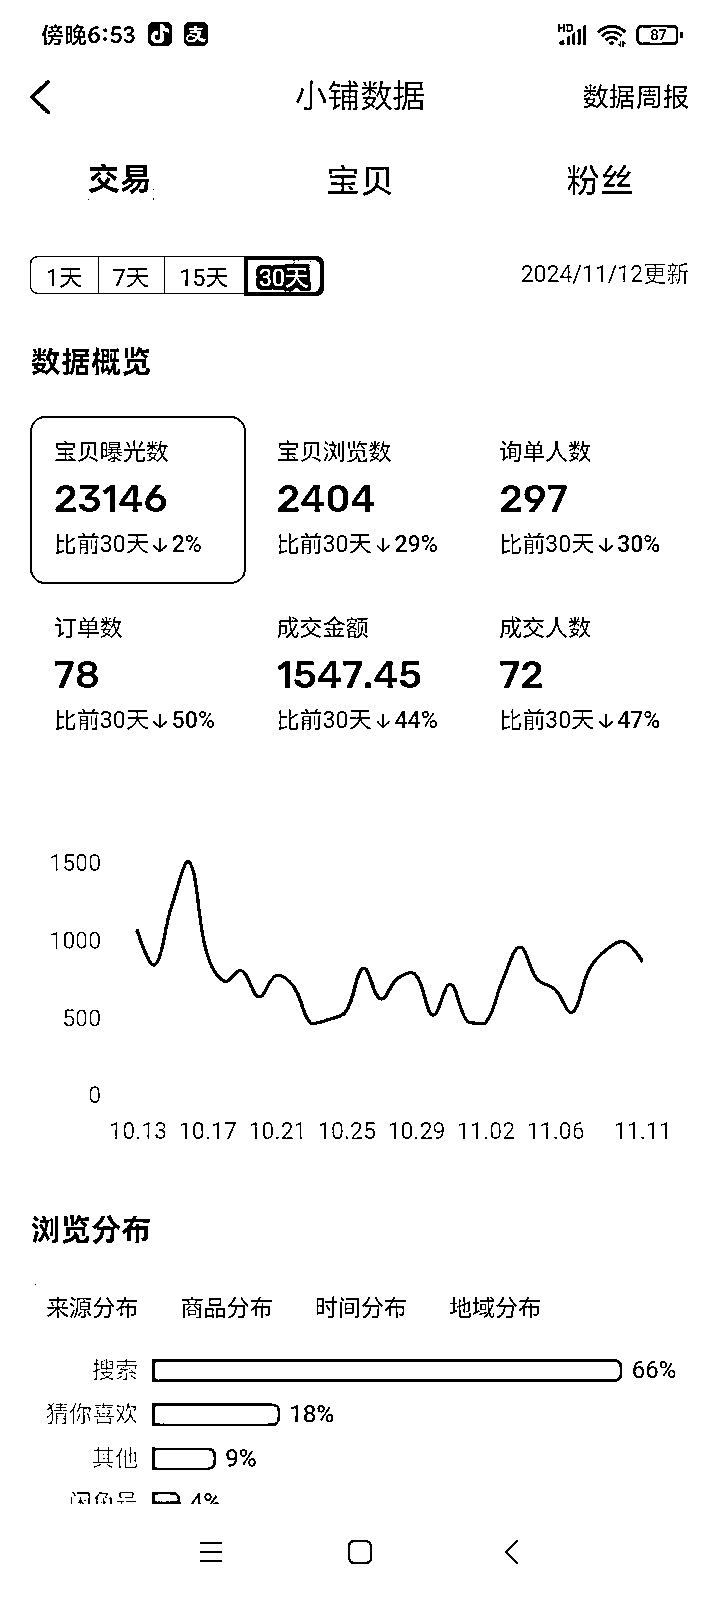 傍晚6:53 HD 87
小铺数据 数据周报
交易 宝贝 粉丝
1天 7天 15天 30天 2024/11/12更新
数据概览
宝贝曝光数 宝贝浏览数 询单人数
23146 2404 297
比前30天↓2% 比前30天↓29% 比前30天↓30%
订单数 成交金额 成交人数
78 1547.45 72
比前30天↓50% 比前30天↓44% 比前30天↓47%
1500
1000
500
0
10.13 10.17 10.21 10.25 10.29 11.02 11.06 11.11
浏览分布
来源分布 商品分布 时间分布 地域分布
搜索 66%
猜你喜欢 18%
其他 9%
闲鱼号 4%